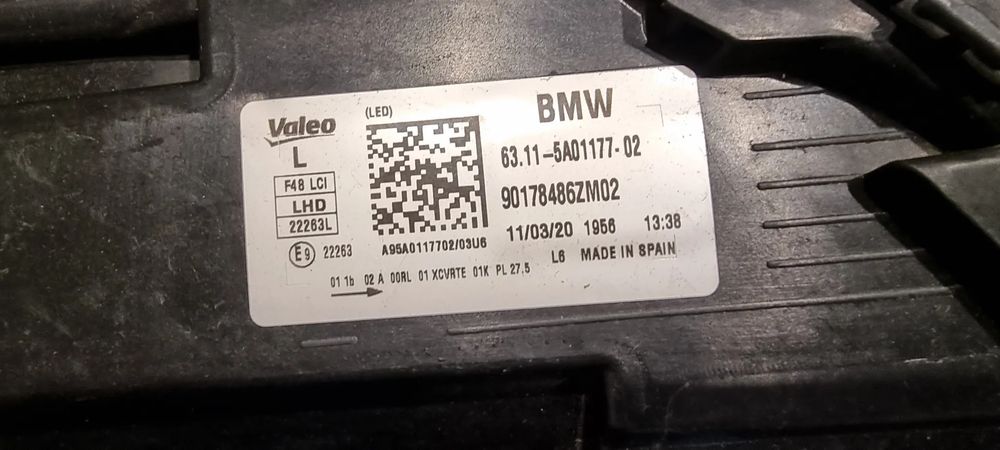 Valeo
(LED)
BMW
L
63.11-5A01177-02
F48 LCI
LHD
22263L
90178486ZM02
11/03/20 1956 13:38
E9 22263
A95A0117702/03U6
L6 MADE IN SPAIN
01 1b 02 A 00RL 01 XCVRTE 01K PL 27,5